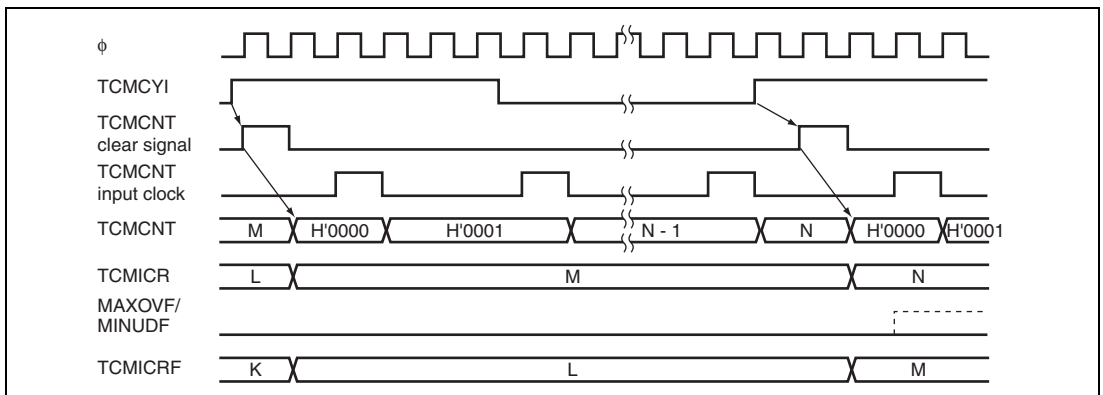 φ
TCMCYI
TCMCNT
clear signal
TCMCNT
input clock
TCMCNT M H'0000 H'0001 N - 1 N H'0000 H'0001
TCMICR L M N
MAXOVF/
MINUDF
TCMICRF K L M